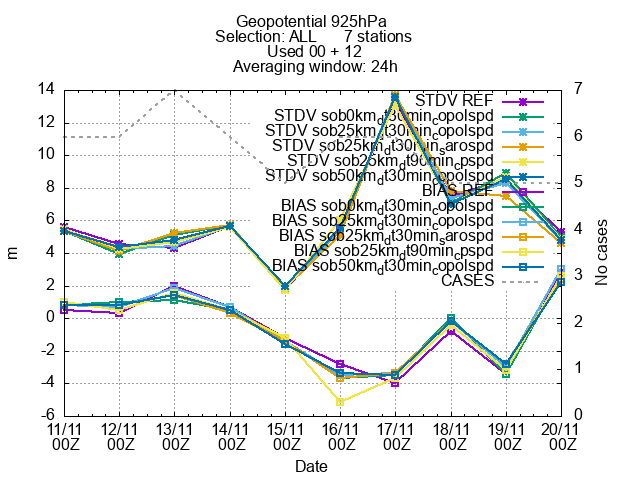 Geopotential 925hPa
Selection: ALL 7 stations
Used 00 + 12
Averaging window: 24h
STDV REF
STDV sob0km_dt30min_copolspd
STDV sob25km_dt30min_copolspd
STDV sob25km_dt30min_sarospd
STDV sob25km_dt90min_cpspd
STDV sob50km_dt30min_copolspd
BIAS REF
BIAS sob0km_dt30min_copolspd
BIAS sob25km_dt30min_copolspd
BIAS sob25km_dt30min_sarospd
BIAS sob25km_dt90min_cpspd
BIAS sob50km_dt30min_copolspd
CASES
14
12
10
8
6
4
2
0
-2
-4
-6
m
7
6
5
4
3
2
1
0
No cases
11/11 12/11 13/11 14/11 15/11 16/11 17/11 18/11 19/11 20/11
00Z 00Z 00Z 00Z 00Z 00Z 00Z 00Z 00Z 00Z
Date